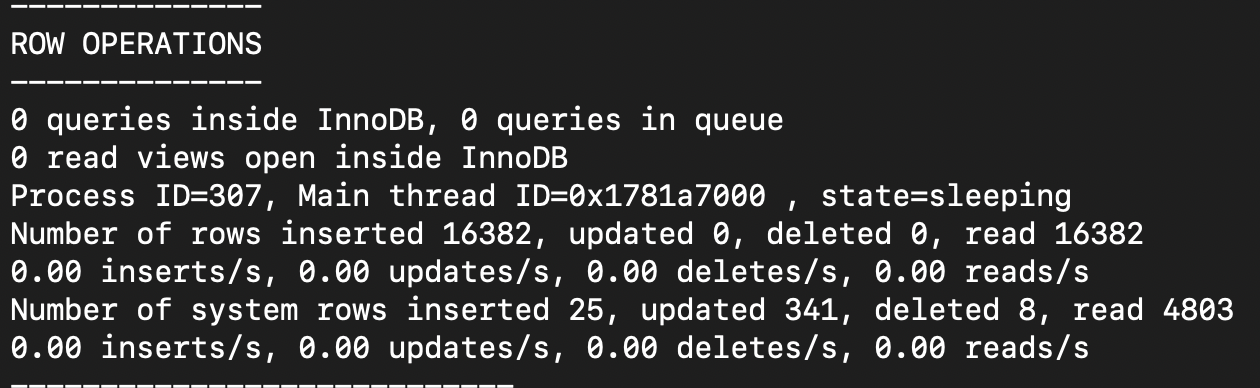 --------------
ROW OPERATIONS
--------------
0 queries inside InnoDB, 0 queries in queue
0 read views open inside InnoDB
Process ID=307, Main thread ID=0x1781a7000 , state=sleeping
Number of rows inserted 16382, updated 0, deleted 0, read 16382
0.00 inserts/s, 0.00 updates/s, 0.00 deletes/s, 0.00 reads/s
Number of system rows inserted 25, updated 341, deleted 8, read 4803
0.00 inserts/s, 0.00 updates/s, 0.00 deletes/s, 0.00 reads/s
----------------------------